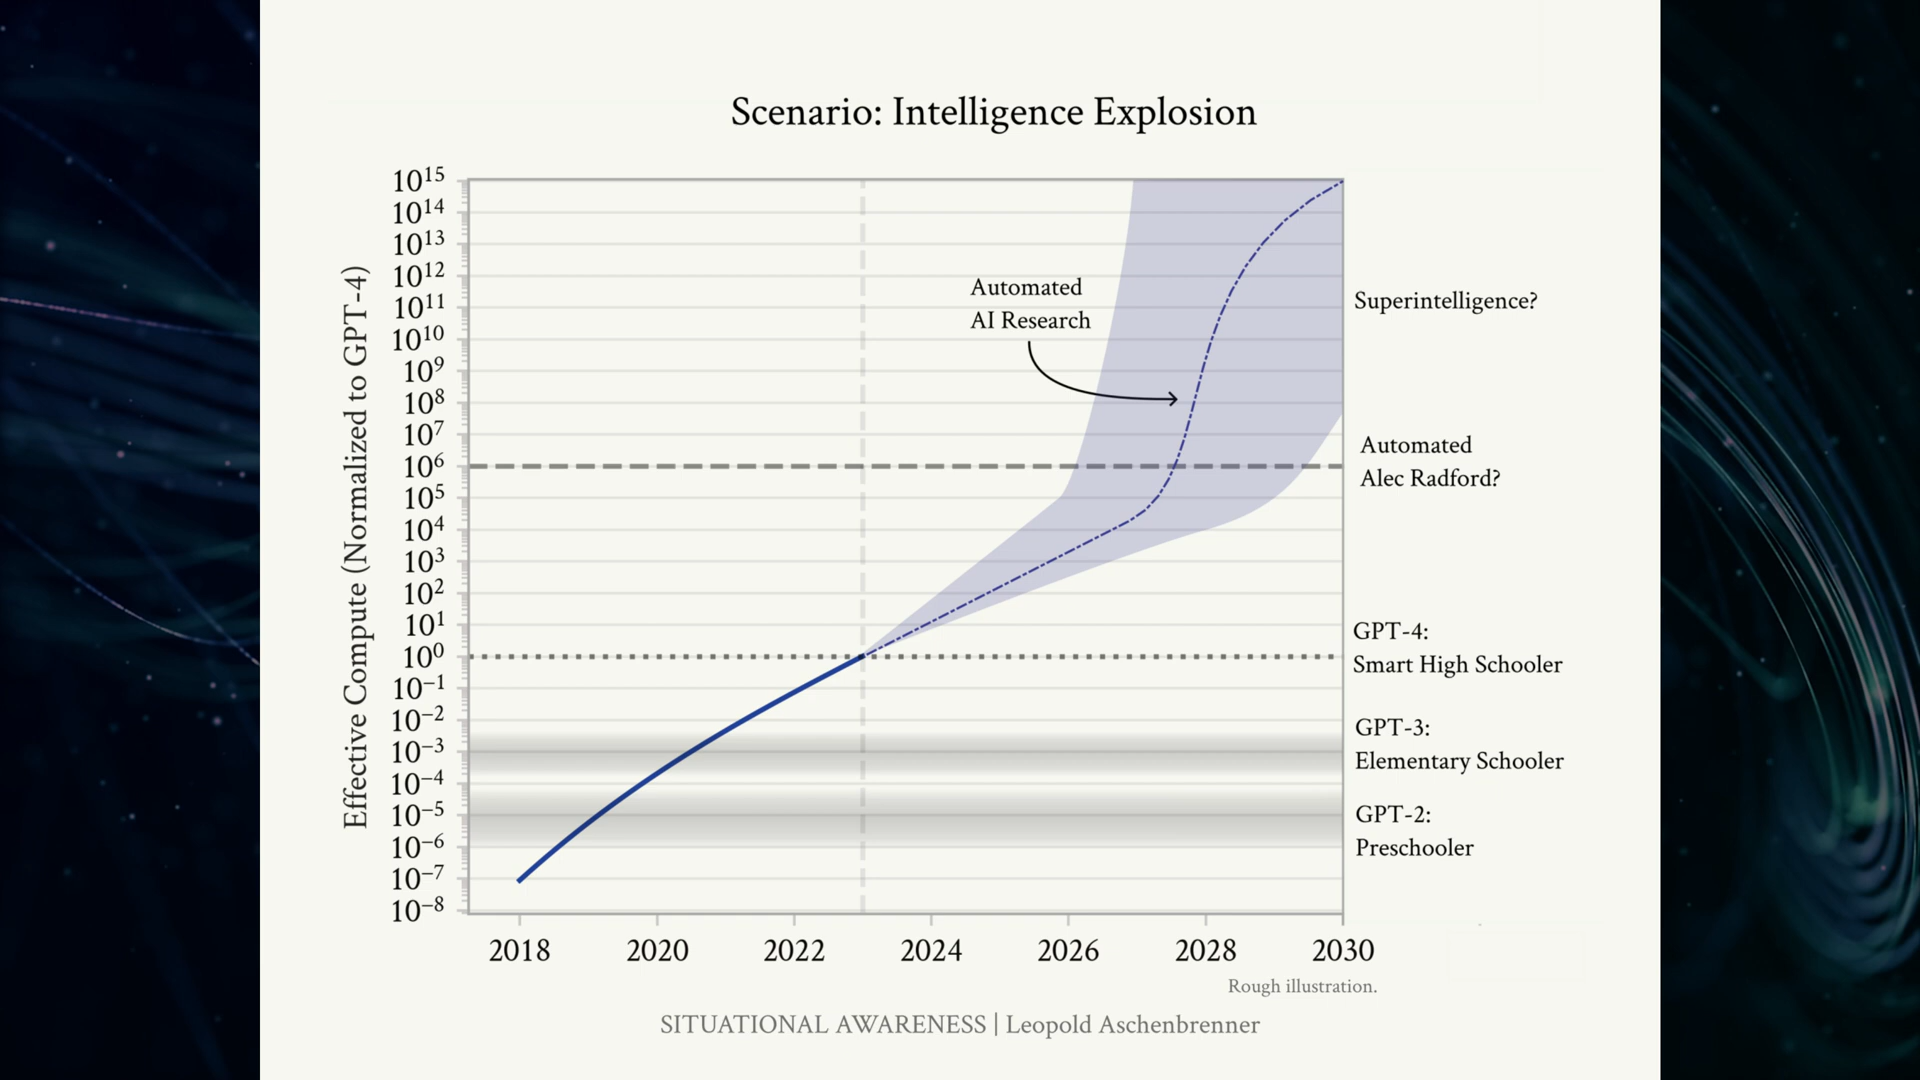 Scenario: Intelligence Explosion
Effective Compute (Normalized to GPT-4)
10¹⁵
10¹⁴
10¹³
10¹²
10¹¹
10¹⁰
10⁹
10⁸
10⁷
10⁶
10⁵
10⁴
10³
10²
10¹
10⁰
10⁻¹
10⁻²
10⁻³
10⁻⁴
10⁻⁵
10⁻⁶
10⁻⁷
10⁻⁸
Automated
AI Research
Superintelligence?
Automated
Alec Radford?
GPT-4:
Smart High Schooler
GPT-3:
Elementary Schooler
GPT-2:
Preschooler
2018 2020 2022 2024 2026 2028 2030
Rough illustration.
SITUATIONAL AWARENESS | Leopold Aschenbrenner